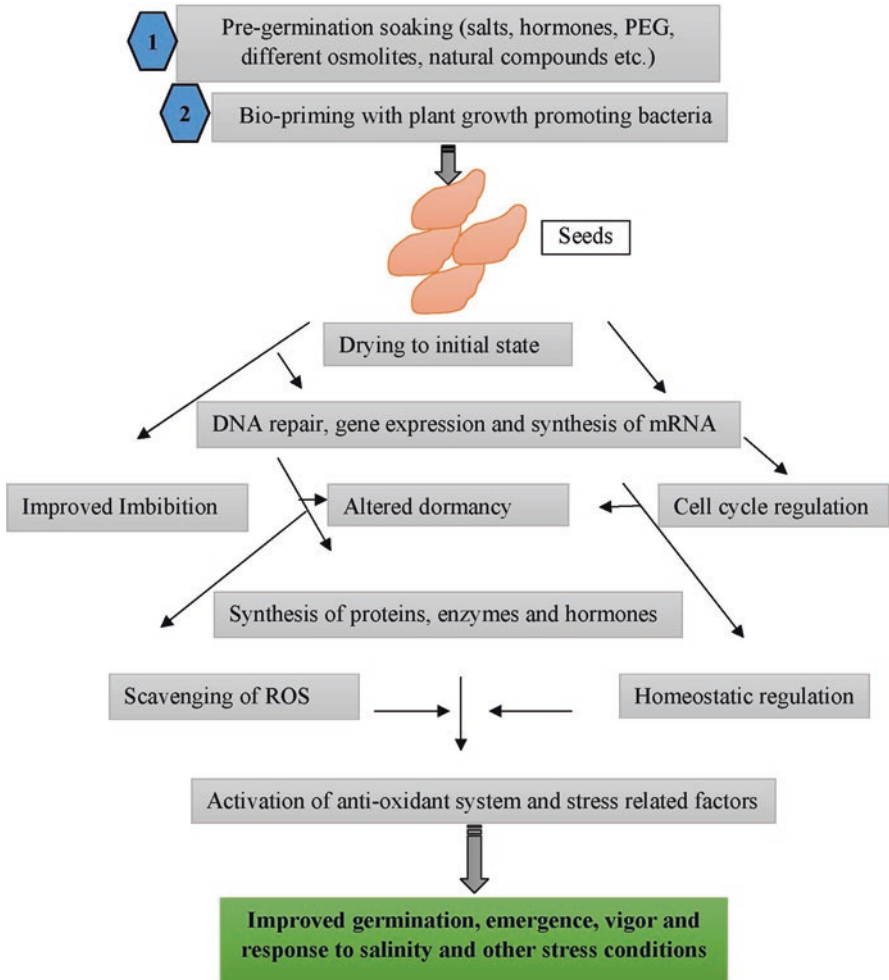 1
Pre-germination soaking (salts, hormones, PEG,
different osmolites, natural compounds etc.)
2
Bio-priming with plant growth promoting bacteria
Seeds
Drying to initial state
DNA repair, gene expression and synthesis of mRNA
Improved Imbibition
Altered dormancy
Cell cycle regulation
Synthesis of proteins, enzymes and hormones
Scavenging of ROS
Homeostatic regulation
Activation of anti-oxidant system and stress related factors
Improved germination, emergence, vigor and
response to salinity and other stress conditions